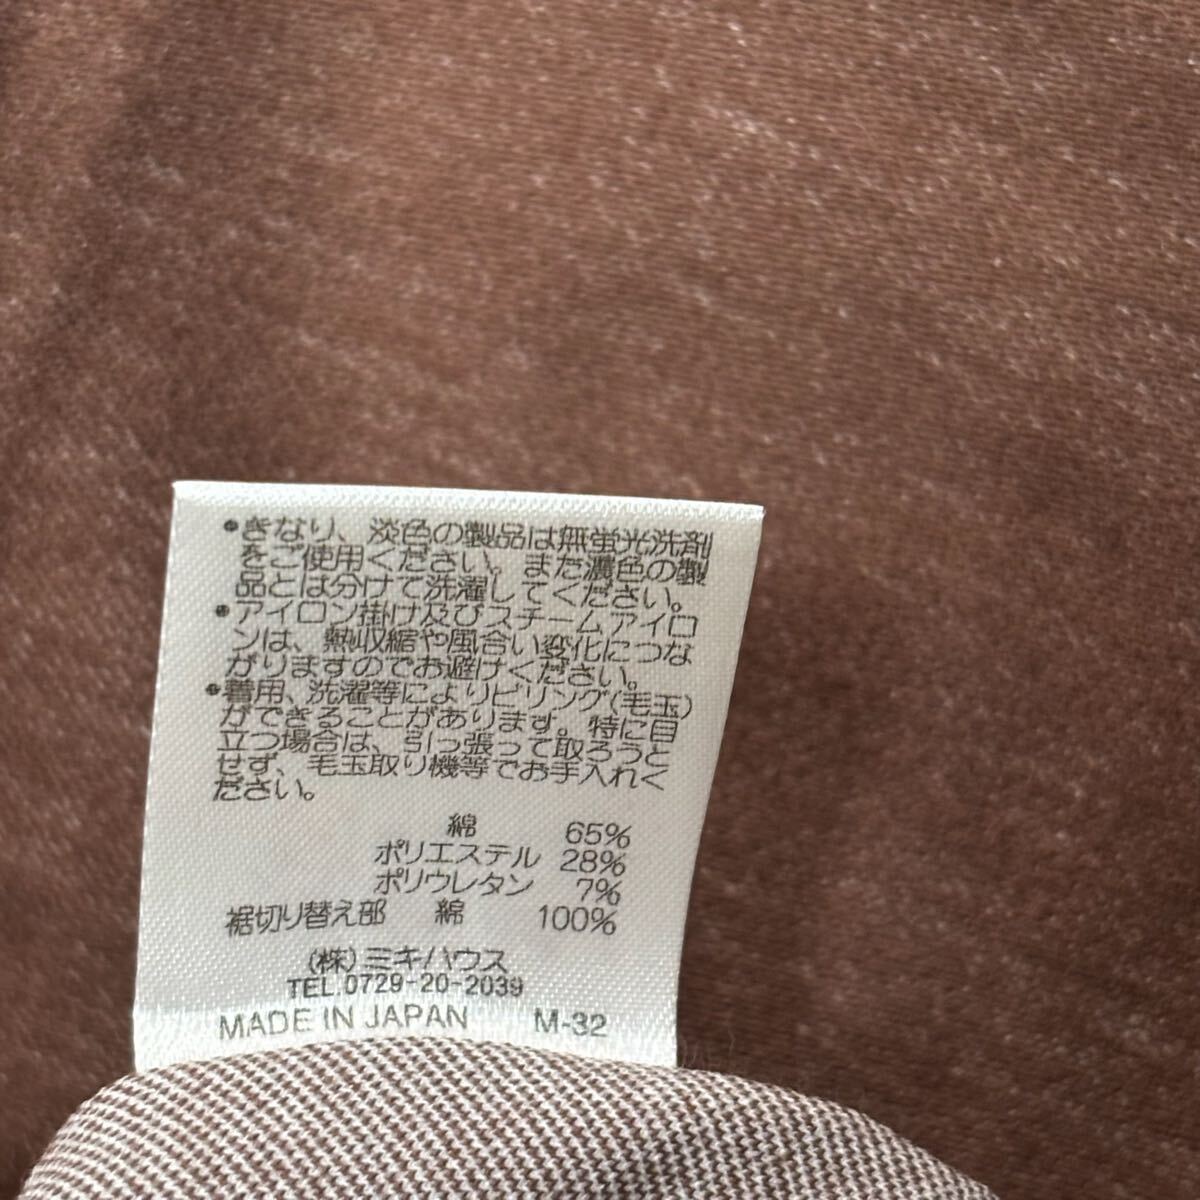 •きなり、淡色の製品は無蛍光洗剤
をご使用ください。また濃色の製
品とは分けて洗濯してください。
•アイロン掛け及びスチームアイロ
ンは、熱収縮や風合い変化につな
がりますのでお避けください。
•着用、洗濯等によりピリング(毛玉)
ができることがあります。特に目
立つ場合は、引っ張って取ろうと
せず、毛玉取り機等でお手入れく
ださい。
綿 65%
ポリエステル 28%
ポリウレタン 7%
裾切り替え部 綿 100%
(株)ミキハウス
TEL.0729-20-2039
MADE IN JAPAN M-32